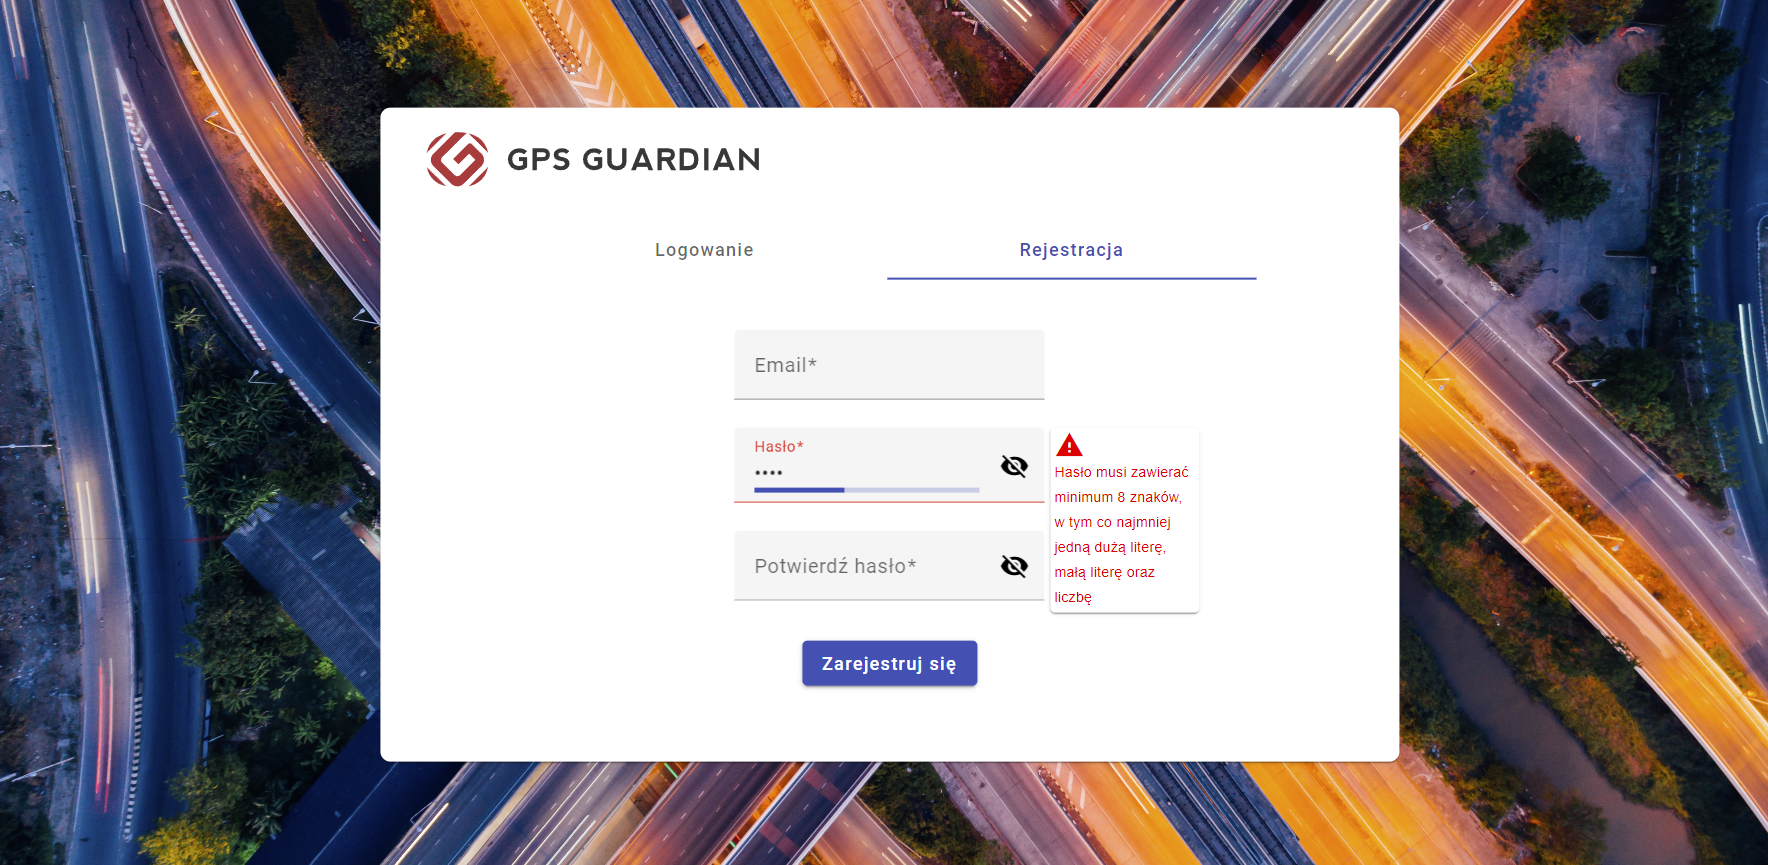 GPS GUARDIAN
Logowanie
Rejestracja
Email*
Hasło*
••••
Hasło musi zawierać
minimum 8 znaków,
w tym co najmniej
jedną dużą literę,
małą literę oraz
liczbę
Potwierdź hasło*
Zarejestruj się